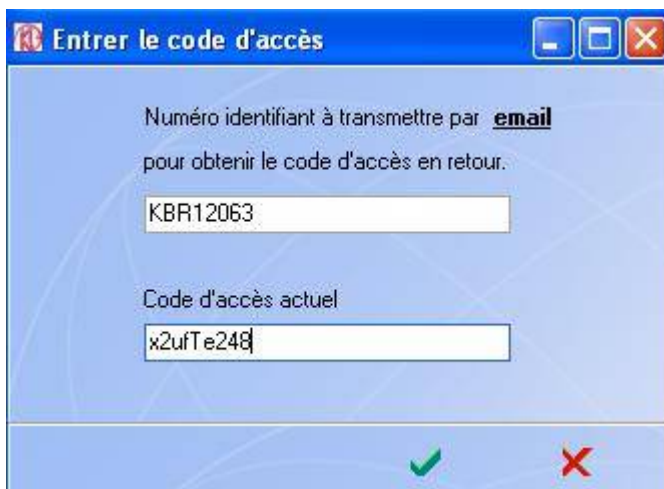 Entrer le code d'accès
Numéro identifiant à transmettre par email
pour obtenir le code d'accès en retour.
KBR12063
Code d'accès actuel
x2ufTe248